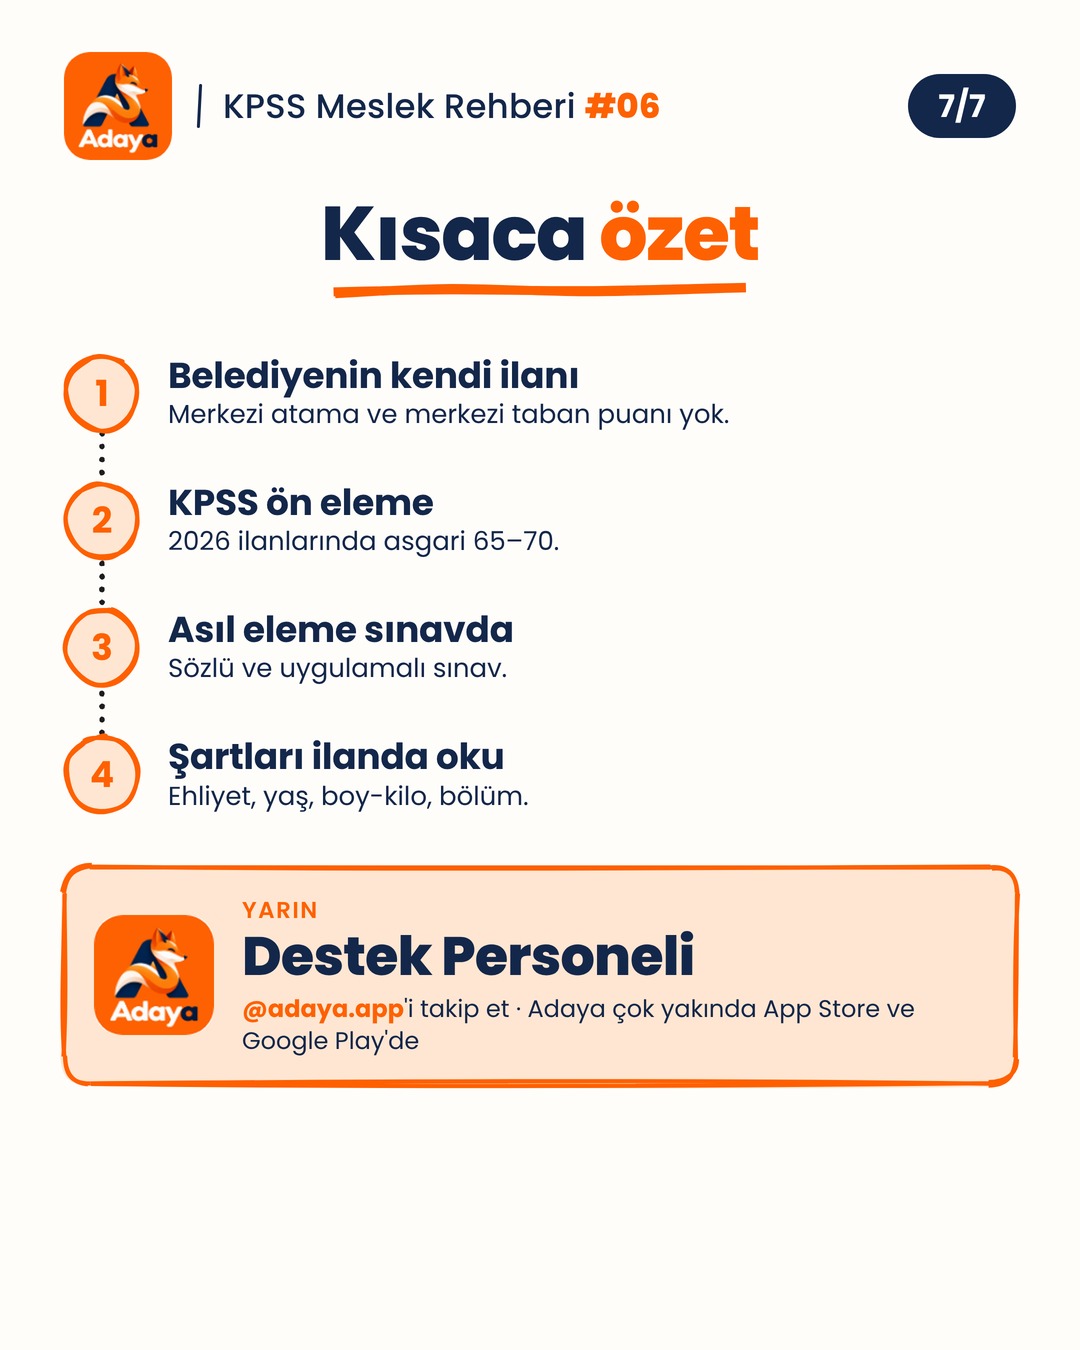 Adaya
KPSS Meslek Rehberi #06
7/7
Kısaca özet
1
Belediyenin kendi ilanı
Merkezi atama ve merkezi taban puanı yok.
2
KPSS ön eleme
2026 ilanlarında asgari 65–70.
3
Asıl eleme sınavda
Sözlü ve uygulamalı sınav.
4
Şartları ilanda oku
Ehliyet, yaş, boy-kilo, bölüm.
Adaya
YARIN
Destek Personeli
@adaya.app'i takip et · Adaya çok yakında App Store ve
Google Play'de